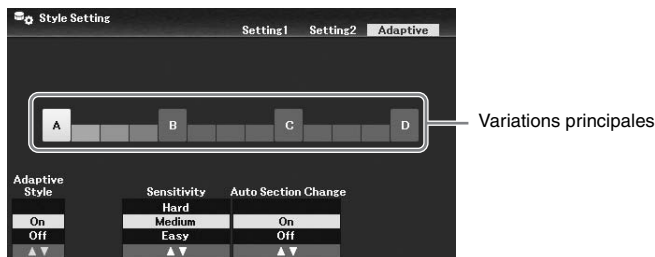 Style Setting
Setting1 Setting2 Adaptive
A B C D
Variations principales
Adaptive
Style Sensitivity Auto Section Change
Hard
On Medium On
Off Easy Off